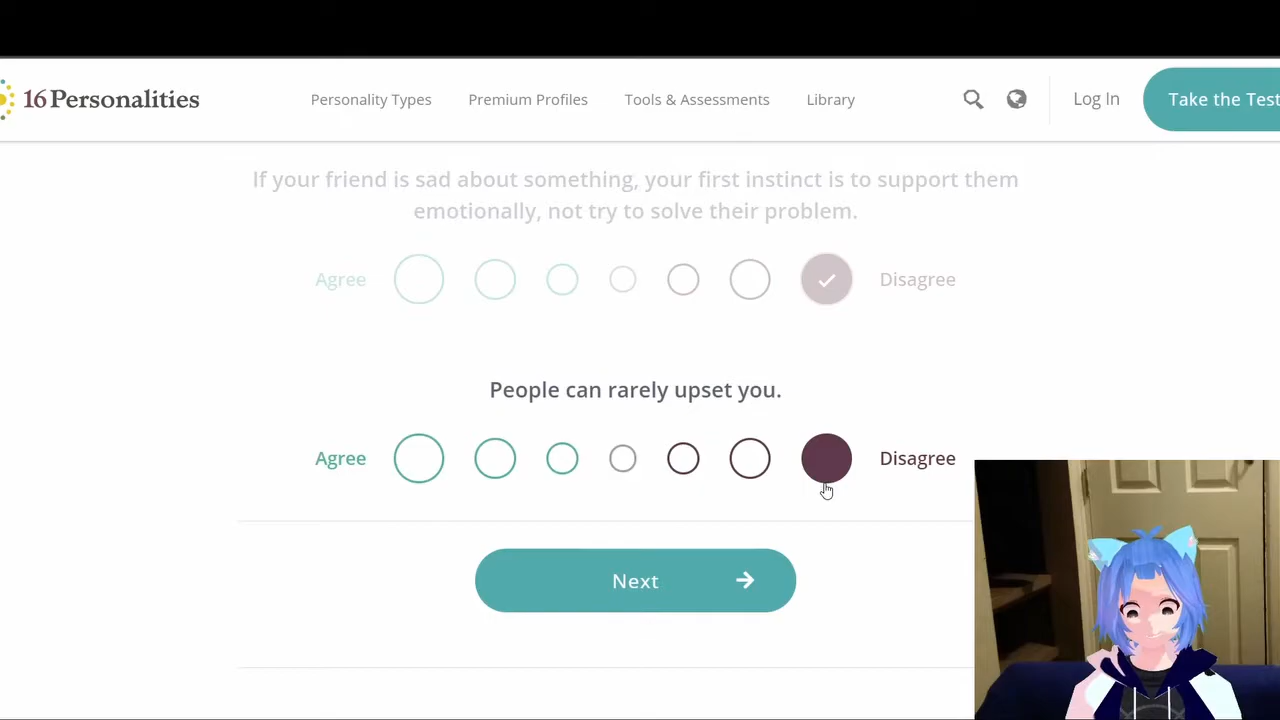 16Personalities
Personality Types
Premium Profiles
Tools & Assessments
Library
Log In
Take the Test
If your friend is sad about something, your first instinct is to support them
emotionally, not try to solve their problem.
Agree
Disagree
People can rarely upset you.
Agree
Disagree
Next